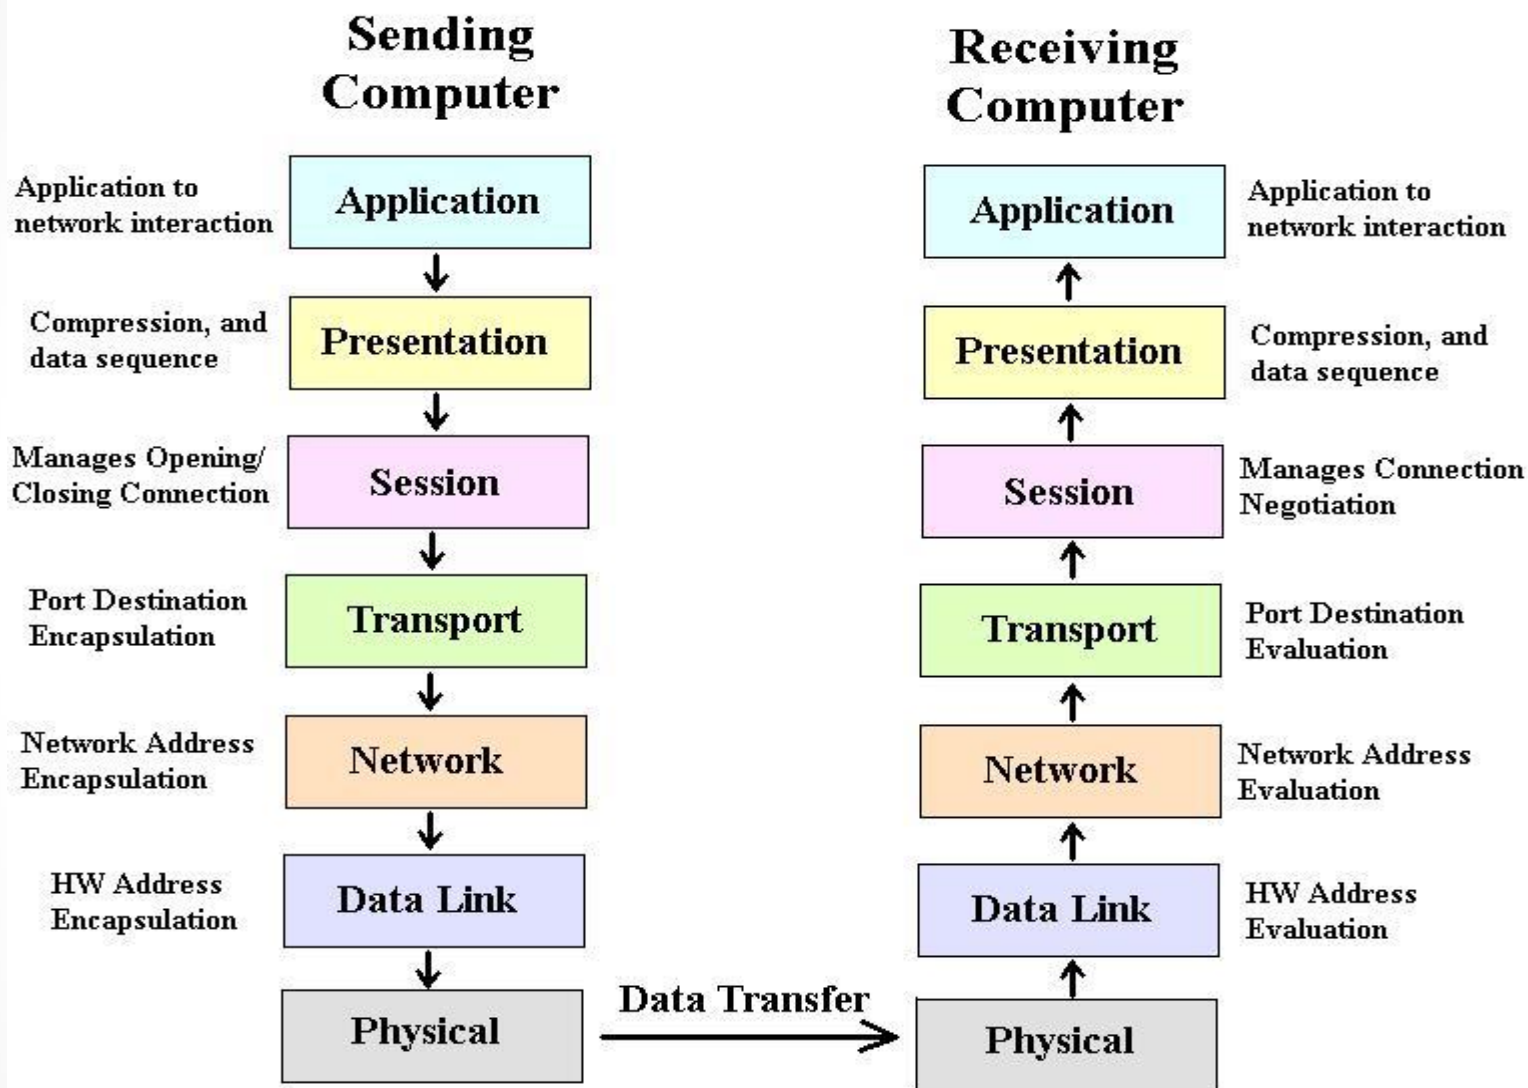 Sending
Computer
Application to
network interaction
Application
Compression, and
data sequence
Presentation
Manages Opening/
Closing Connection
Session
Port Destination
Encapsulation
Transport
Network Address
Encapsulation
Network
HW Address
Encapsulation
Data Link
Physical
Data Transfer
Receiving
Computer
Application
Application to
network interaction
Presentation
Compression, and
data sequence
Session
Manages Connection
Negotiation
Transport
Port Destination
Evaluation
Network
Network Address
Evaluation
Data Link
HW Address
Evaluation
Physical